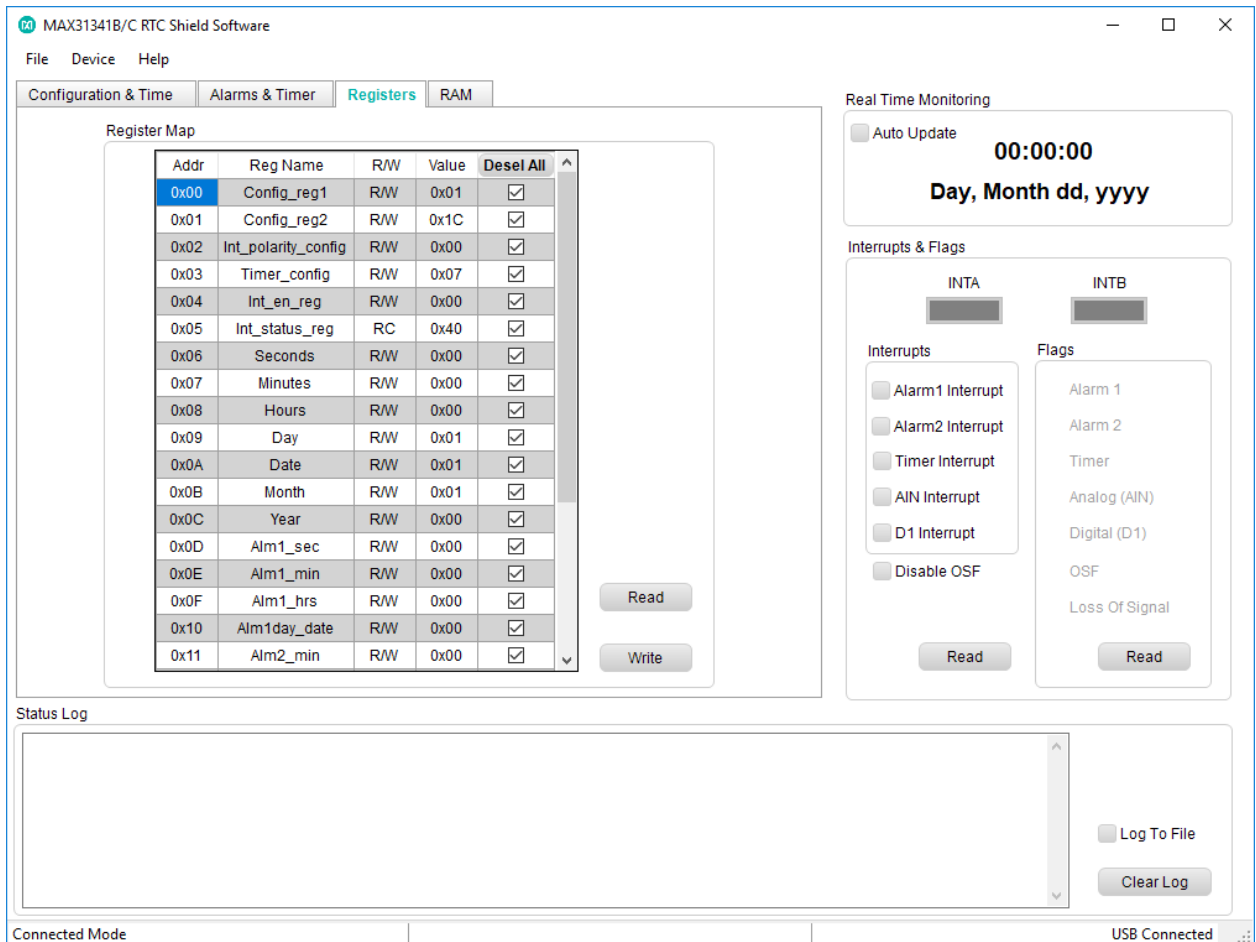 MAX31341B/C RTC Shield Software
File Device Help
Configuration & Time Alarms & Timer Registers RAM
Register Map
Addr Reg Name R/W Value Desel All
0x00 Config_reg1 R/W 0x01
0x01 Config_reg2 R/W 0x1C
0x02 Int_polarity_config R/W 0x00
0x03 Timer_config R/W 0x07
0x04 Int_en_reg R/W 0x00
0x05 Int_status_reg RC 0x40
0x06 Seconds R/W 0x00
0x07 Minutes R/W 0x00
0x08 Hours R/W 0x00
0x09 Day R/W 0x01
0x0A Date R/W 0x01
0x0B Month R/W 0x01
0x0C Year R/W 0x00
0x0D Alm1_sec R/W 0x00
0x0E Alm1_min R/W 0x00
0x0F Alm1_hrs R/W 0x00
0x10 Alm1day_date R/W 0x00
0x11 Alm2_min R/W 0x00
Read
Write
Real Time Monitoring
Auto Update
00:00:00
Day, Month dd, yyyy
Interrupts & Flags
INTA INTB
Interrupts
Alarm1 Interrupt
Alarm2 Interrupt
Timer Interrupt
AIN Interrupt
D1 Interrupt
Disable OSF
Read
Flags
Alarm 1
Alarm 2
Timer
Analog (AIN)
Digital (D1)
OSF
Loss Of Signal
Read
Status Log
Log To File
Clear Log
Connected Mode USB Connected